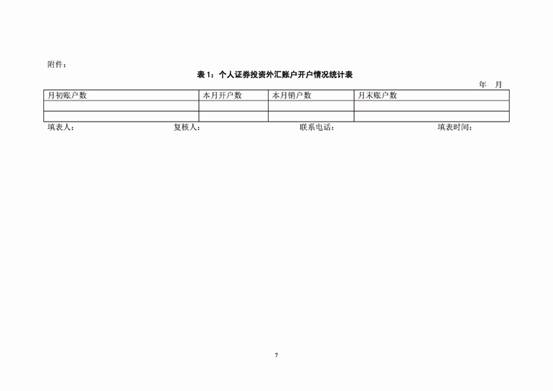 附件：
表 1：个人证券投资外汇账户开户情况统计表
年 月
月初账户数 本月开户数 本月销户数 月末账户数
填表人： 复核人： 联系电话： 填表时间：
7